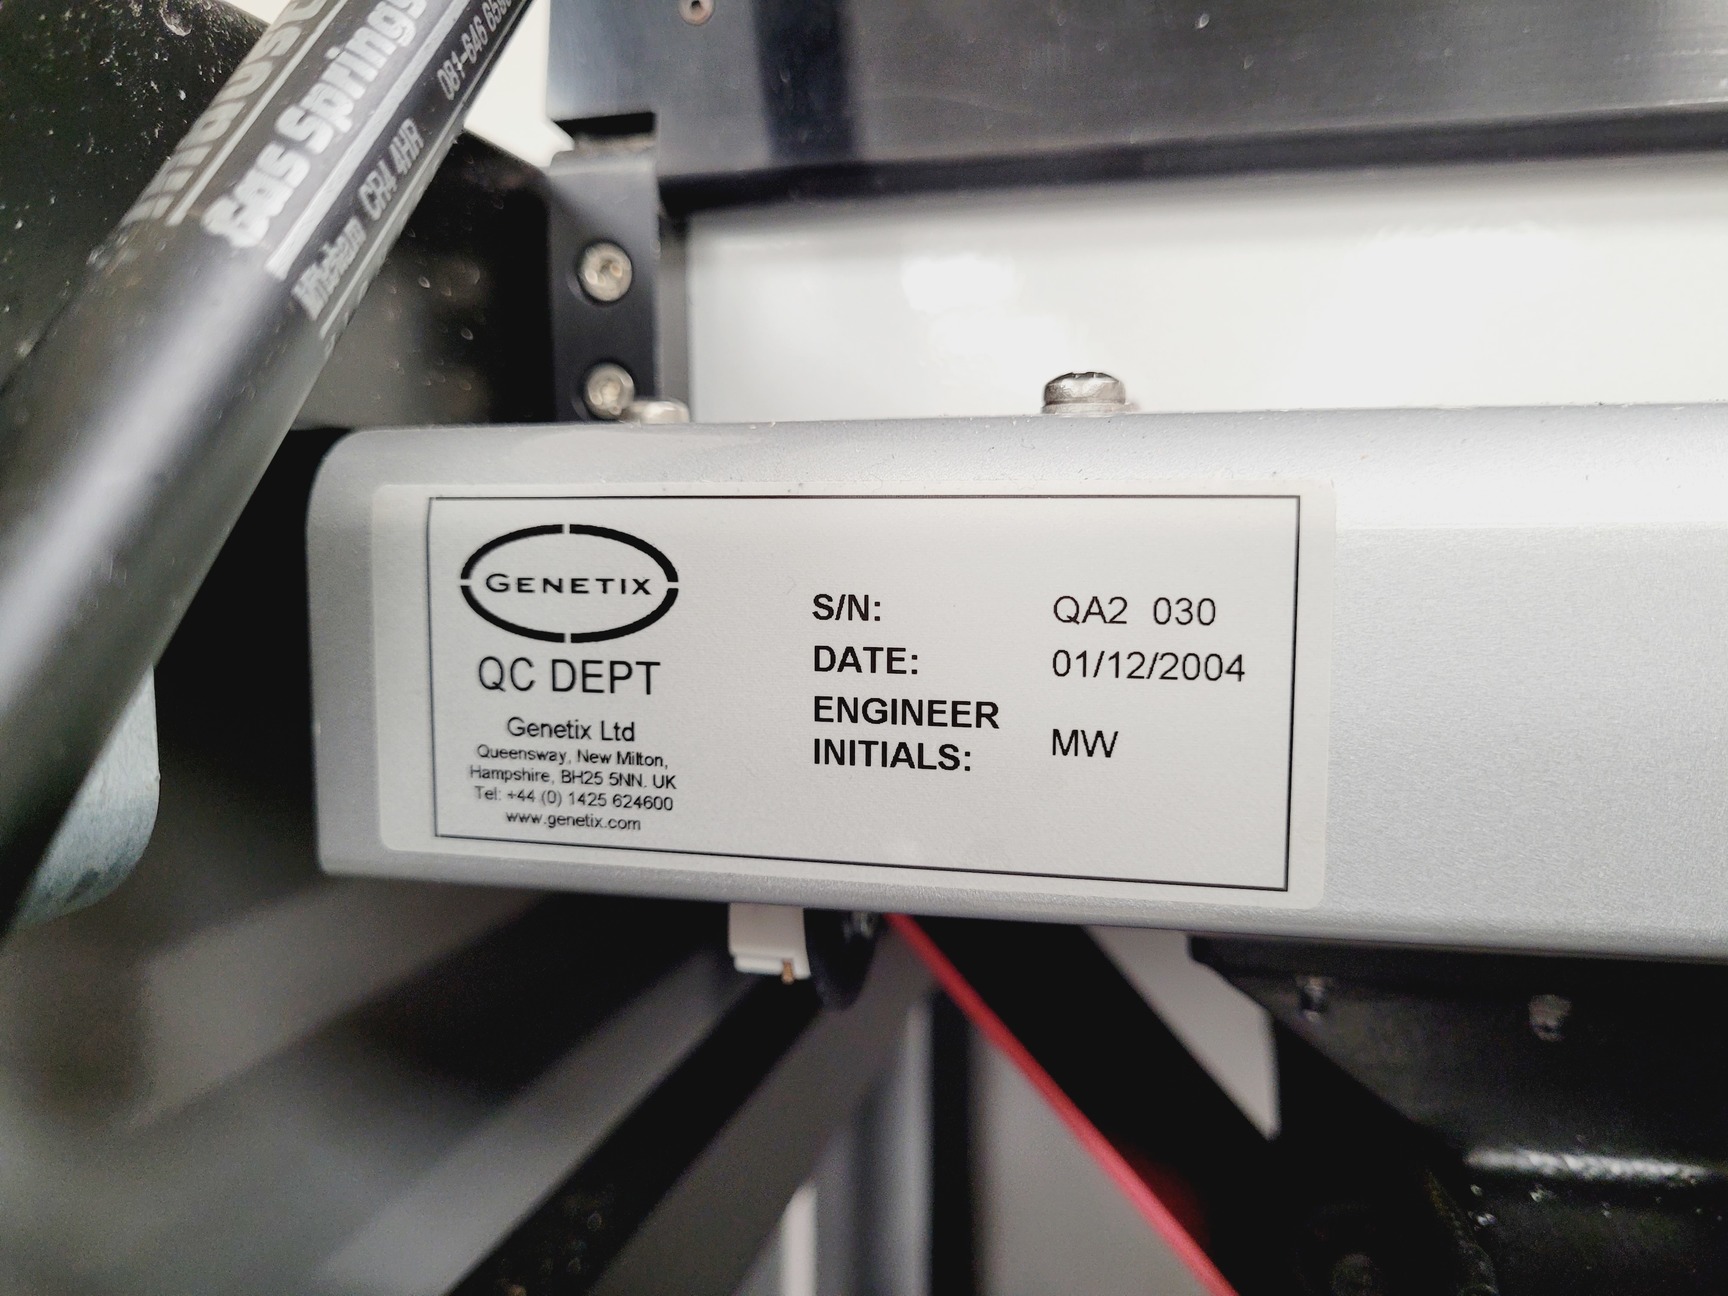 Gas Springs
CR4 4HR
GENETIX
QC DEPT
Genetix Ltd
Queensway, New Milton,
Hampshire, BH25 5NN. UK
Tel: +44 (0) 1425 624600
www.genetix.com
S/N: QA2 030
DATE: 01/12/2004
ENGINEER
INITIALS: MW